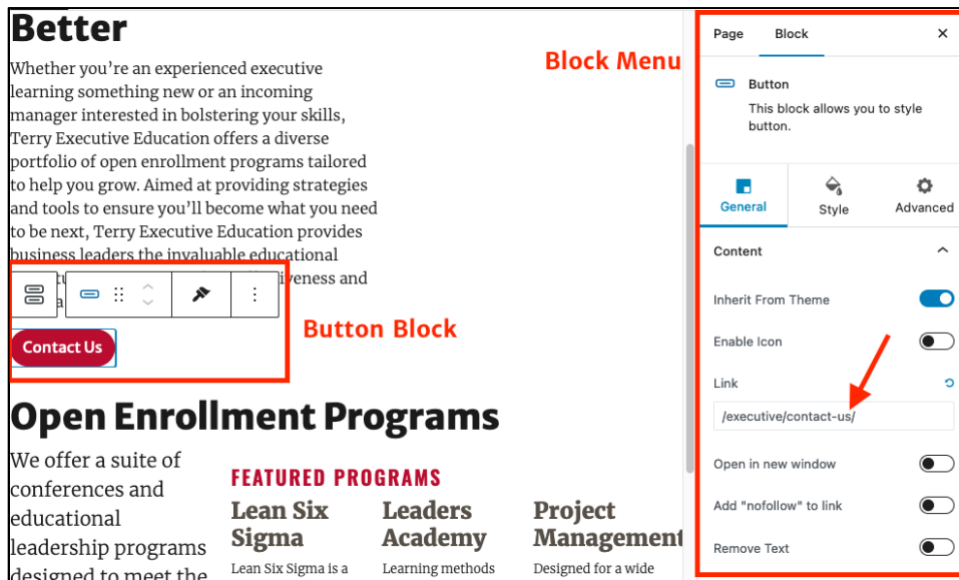 Better
Whether you’re an experienced executive
learning something new or an incoming
manager interested in bolstering your skills,
Terry Executive Education offers a diverse
portfolio of open enrollment programs tailored
to help you grow. Aimed at providing strategies
and tools to ensure you’ll become what you need
to be next, Terry Executive Education provides
business leaders the invaluable educational
and
Contact Us
Button Block
Block Menu
Open Enrollment Programs
We offer a suite of
conferences and
educational
leadership programs
designed to meet the
FEATURED PROGRAMS
Lean Six
Sigma
Lean Six Sigma is a
Leaders
Academy
Learning methods
Project
Management
Designed for a wide
Page Block
Button
This block allows you to style
button.
General Style Advanced
Content
Inherit From Theme
Enable Icon
Link
/executive/contact-us/
Open in new window
Add "nofollow" to link
Remove Text